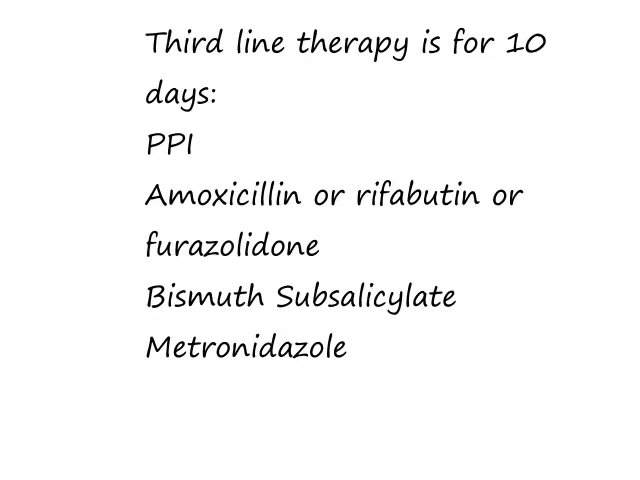 Third line therapy is for 10
days:
PPI
Amoxicillin or rifabutin or
furazolidone
Bismuth Subsalicylate
Metronidazole